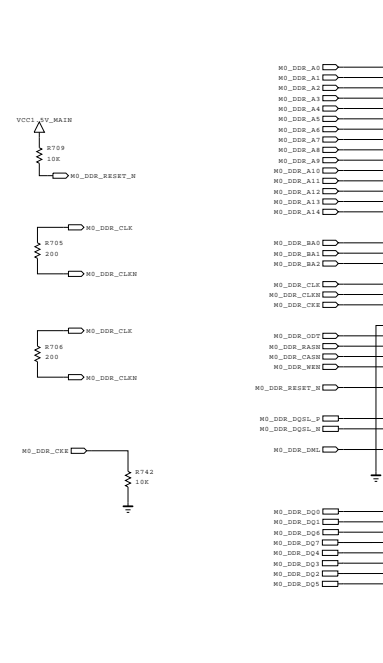 VCC1.5V_MAIN
R709
10K
M0_DDR_RESET_N
M0_DDR_CLK
R705
200
M0_DDR_CLKN
M0_DDR_CLK
R706
200
M0_DDR_CLKN
M0_DDR_CKE
R742
10K
M0_DDR_A0
M0_DDR_A1
M0_DDR_A2
M0_DDR_A3
M0_DDR_A4
M0_DDR_A5
M0_DDR_A6
M0_DDR_A7
M0_DDR_A8
M0_DDR_A9
M0_DDR_A10
M0_DDR_A11
M0_DDR_A12
M0_DDR_A13
M0_DDR_A14
M0_DDR_BA0
M0_DDR_BA1
M0_DDR_BA2
M0_DDR_CLK
M0_DDR_CLKN
M0_DDR_CKE
M0_DDR_ODT
M0_DDR_RASN
M0_DDR_CASN
M0_DDR_WEN
M0_DDR_RESET_N
M0_DDR_DQSL_P
M0_DDR_DQSL_N
M0_DDR_DML
M0_DDR_DQ0
M0_DDR_DQ1
M0_DDR_DQ6
M0_DDR_DQ7
M0_DDR_DQ4
M0_DDR_DQ3
M0_DDR_DQ2
M0_DDR_DQ5